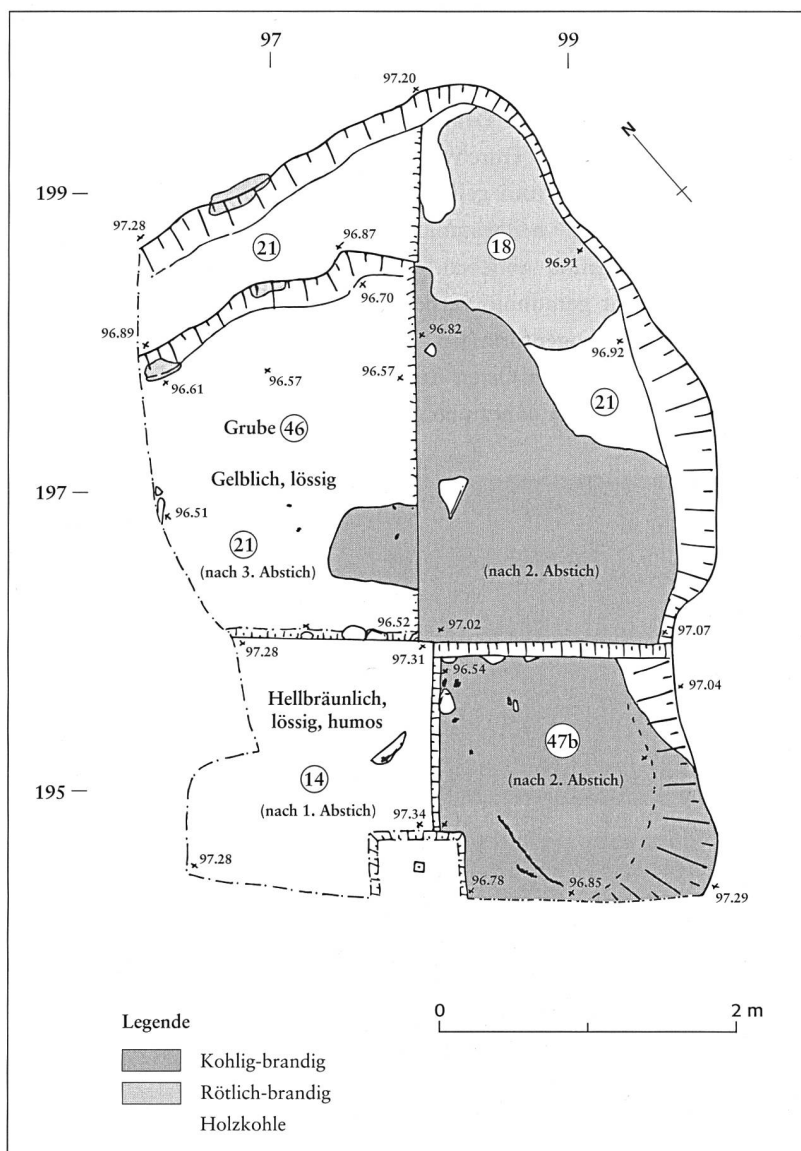 97 99
97.20
N
199
97.28
21
96.87
18
96.91
96.70
96.89
96.82
96.92
96.61
96.57
96.57
21
Grube 46
197
Gelblich, lössig
96.51
21
(nach 3. Abstich)
(nach 2. Abstich)
96.52
97.02
97.07
97.28
97.31
96.54
97.04
Hellbräunlich,
lössig, humos
47b
(nach 2. Abstich)
195
14
(nach 1. Abstich)
97.34
97.28
96.78
96.85
97.29
Legende
0 2 m
Kohlig-brandig
Rötlich-brandig
Holzkohle